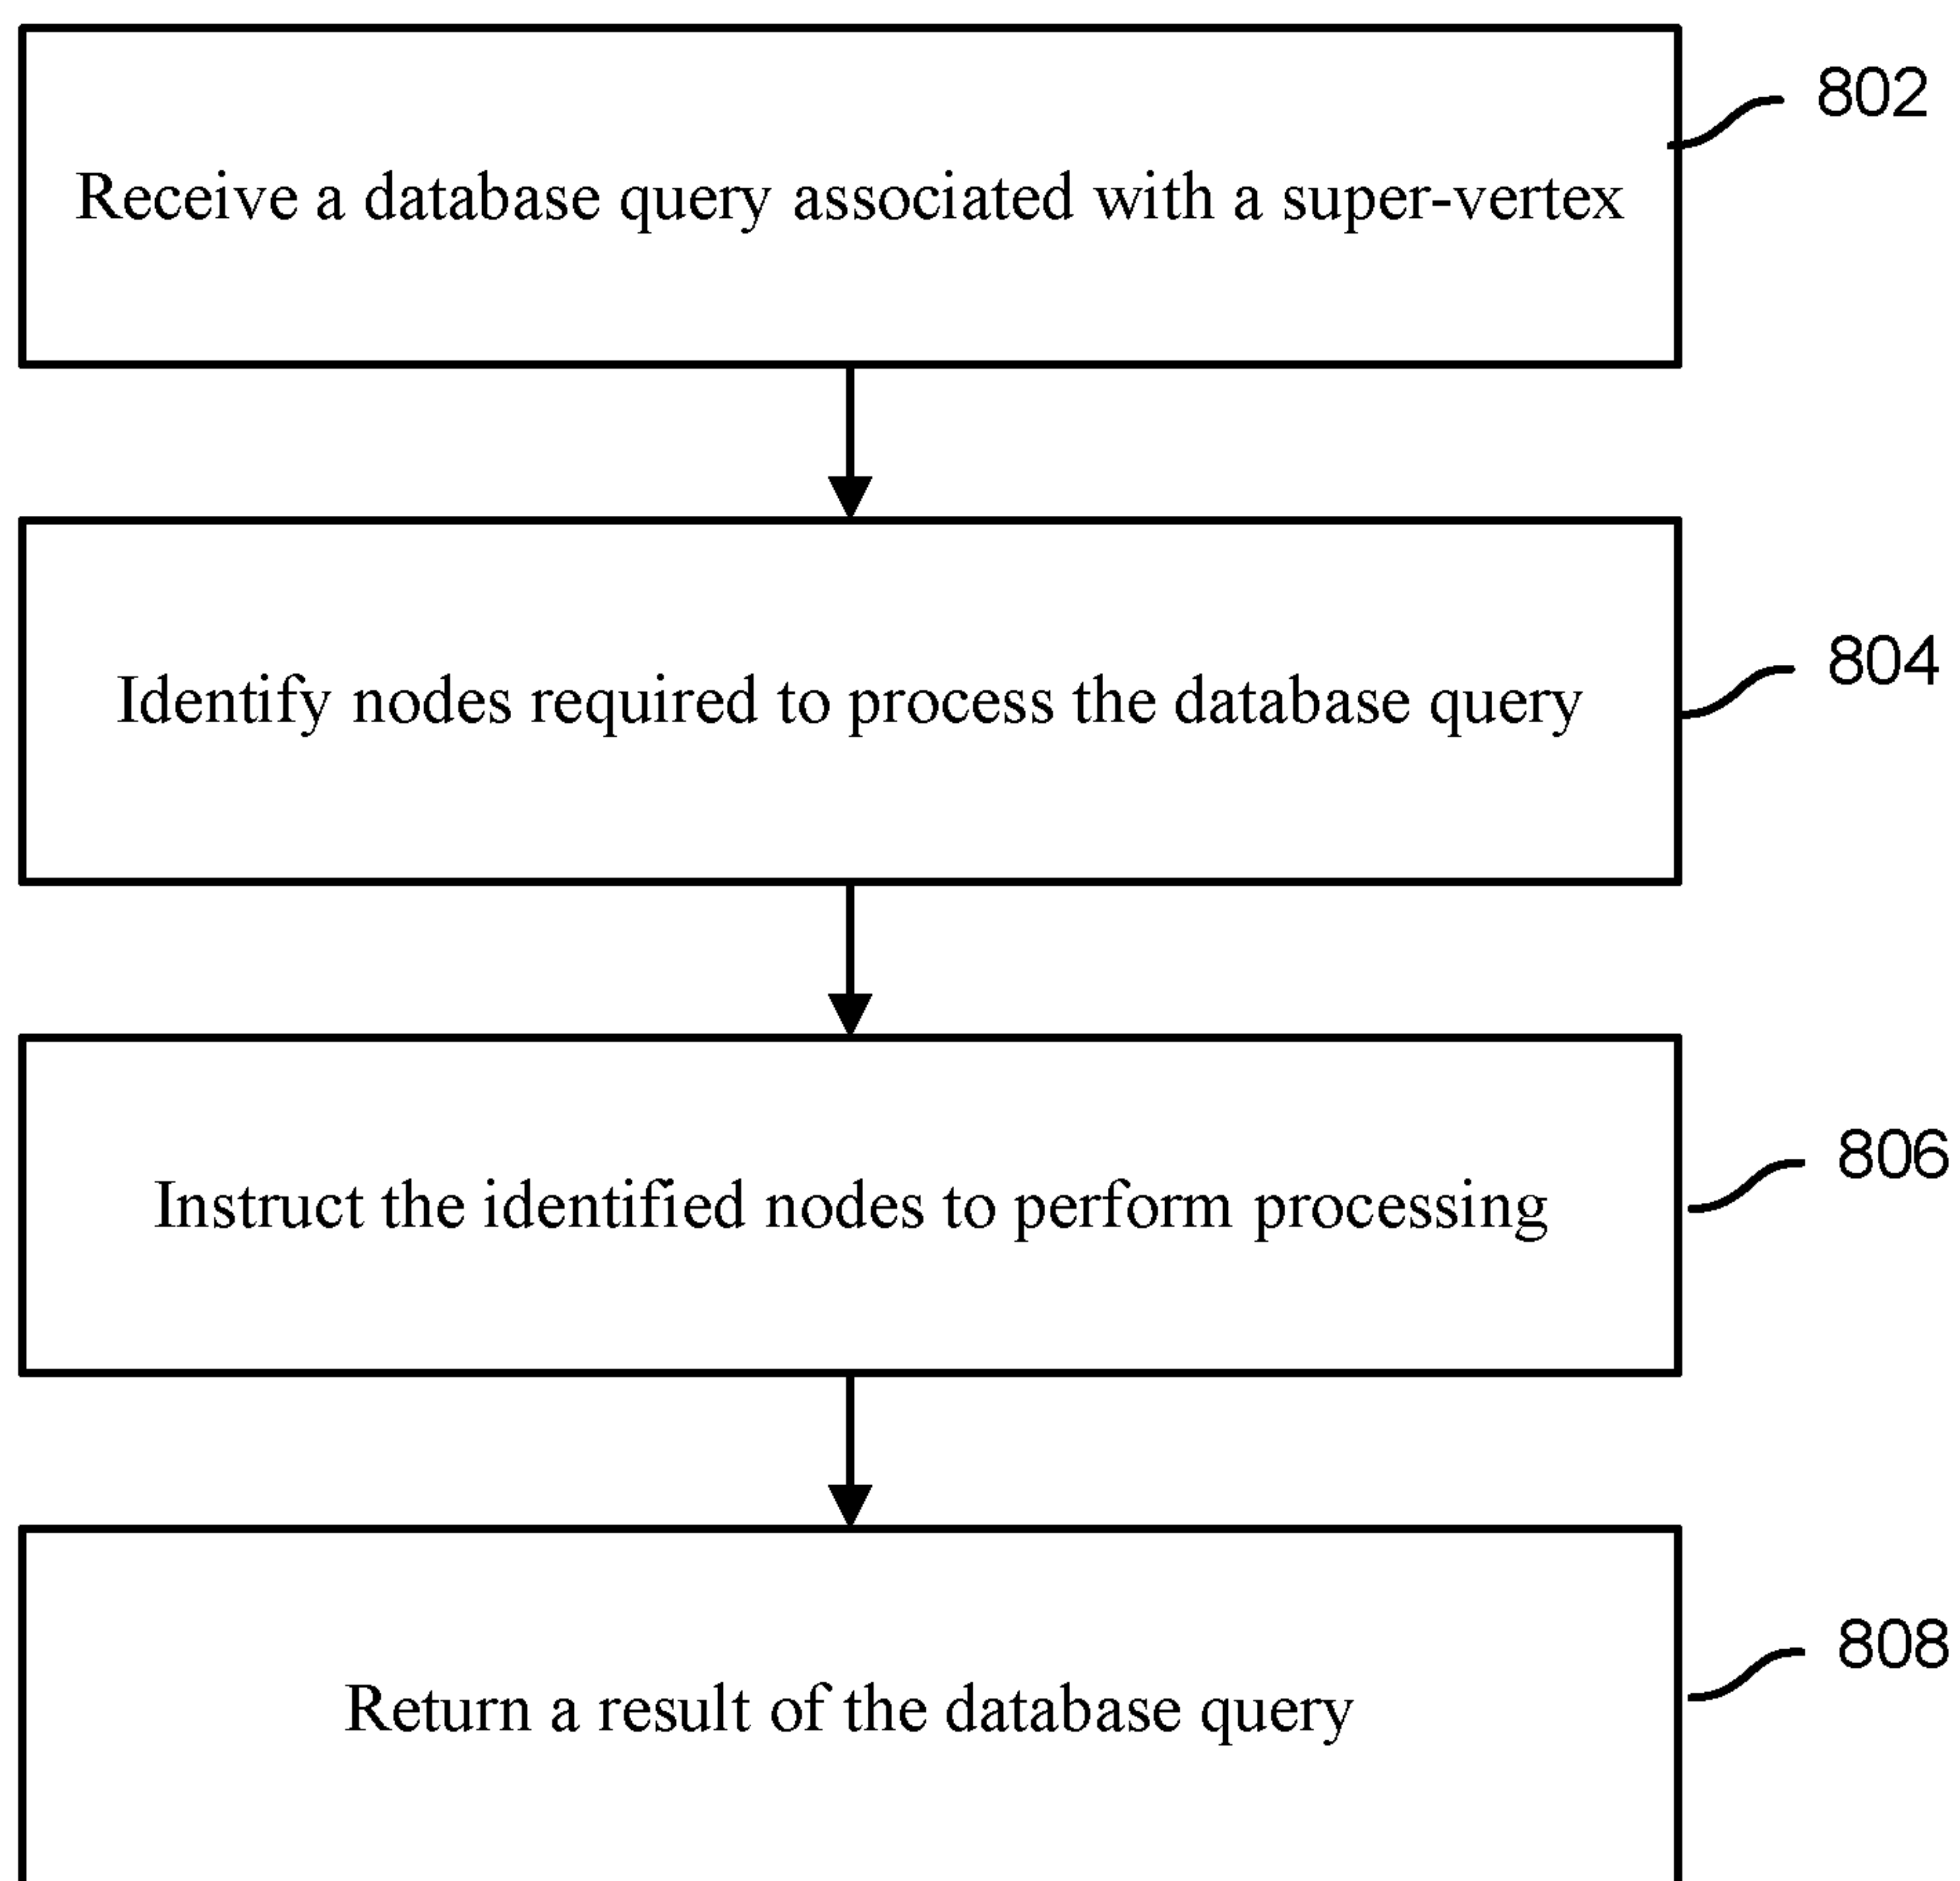 802
Receive a database query associated with a super-vertex
804
Identify nodes required to process the database query
806
Instruct the identified nodes to perform processing
808
Return a result of the database query